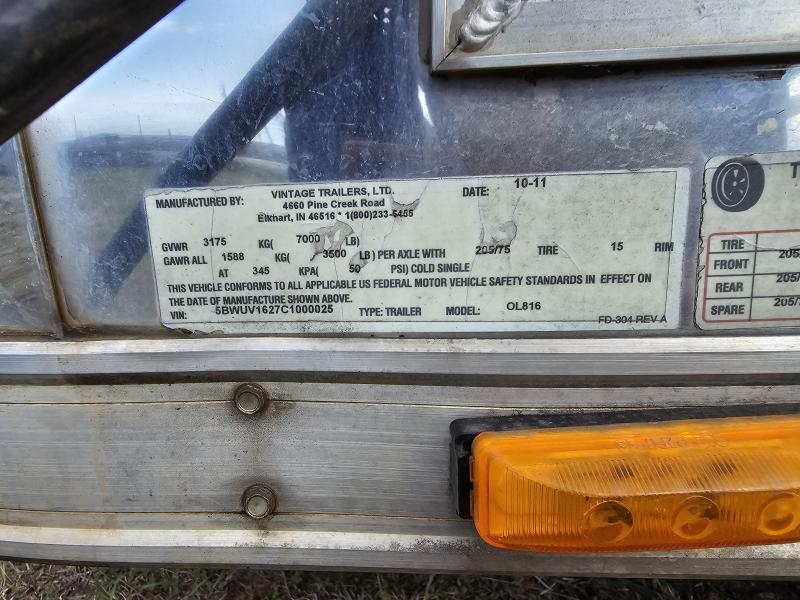 VINTAGE TRAILERS, LTD. DATE: 10-11
MANUFACTURED BY: 4660 Pine Creek Road
Elkhart, IN 46516 * 1(800)233-5455
GVWR 3175 KG( 7000 LB)
GAWR ALL 1588 KG( 3500 LB) PER AXLE WITH 205/75 TIRE 15 RIM
AT 345 KPA( 50 PSI) COLD SINGLE
THIS VEHICLE CONFORMS TO ALL APPLICABLE US FEDERAL MOTOR VEHICLE SAFETY STANDARDS IN EFFECT ON
THE DATE OF MANUFACTURE SHOWN ABOVE.
VIN: 5BWUV1627C1000025 TYPE: TRAILER MODEL: OL816
FD-304 REV A
TIRE 205
FRONT 205/
REAR 205/
SPARE 205/